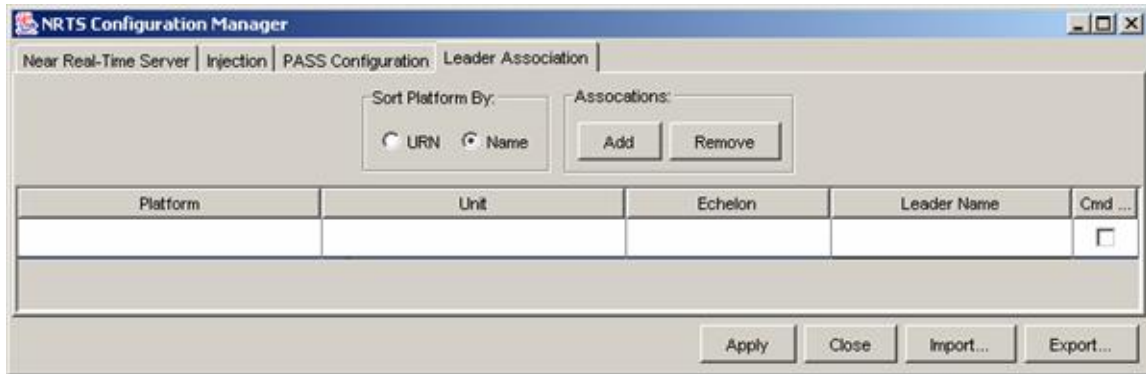 NRTS Configuration Manager
Near Real-Time Server Injection PASS Configuration Leader Association
Sort Platform By: Assocations:
URN Name Add Remove
Platform Unit Echelon Leader Name Cmd ...
Apply Close Import... Export...